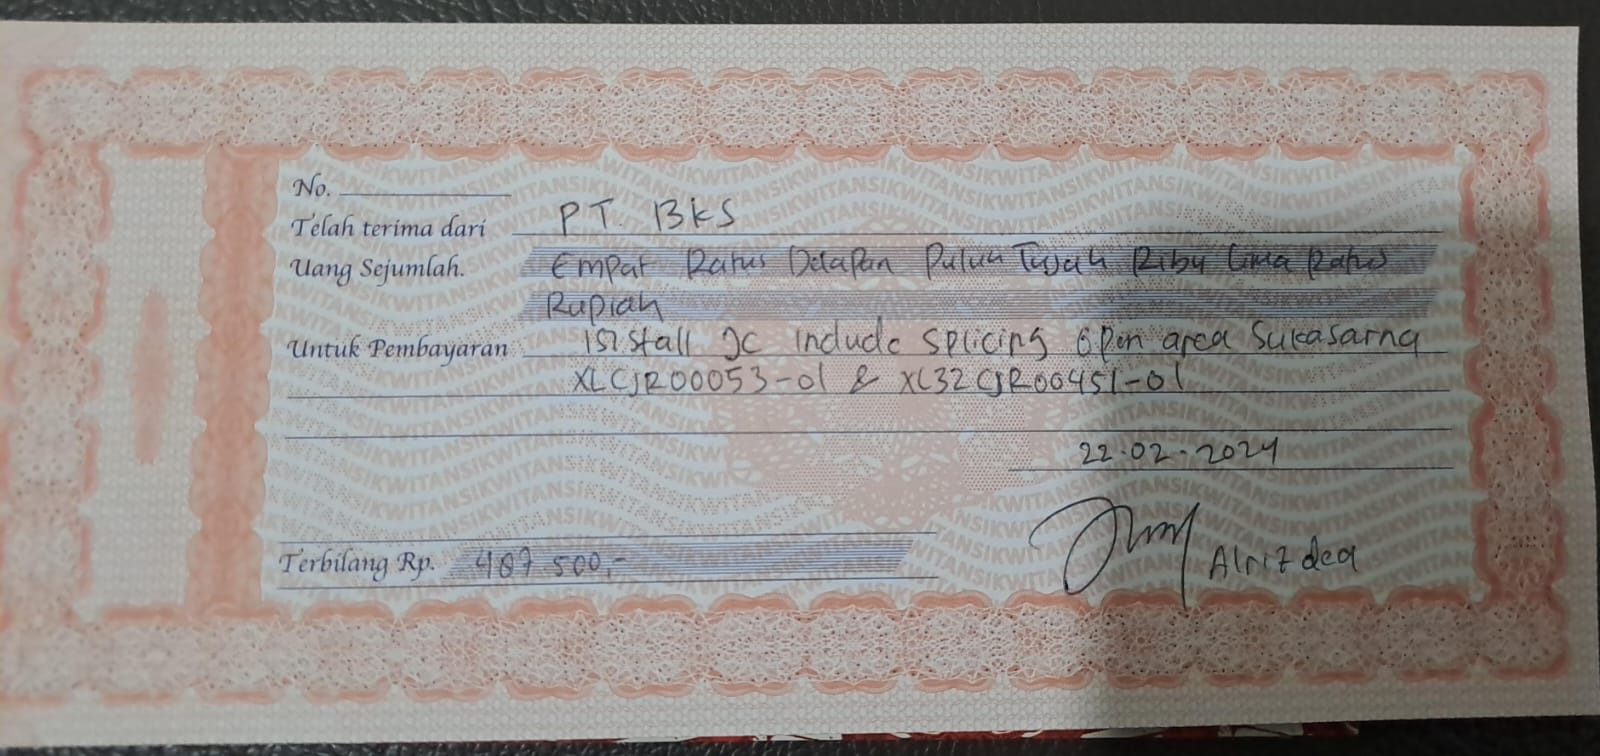 No.
Telah terima dari PT. BKS
Uang Sejumlah. Empat Ratus Delapan Puluh Tujuh Ribu Lima Ratus
Rupiah
Untuk Pembayaran Install JC Include Splicing Open area Sukasarna
XLCJR00053-01 & XL32CJR00451-01
22-02-2024
Terbilang Rp. 487 500,-
Alrizdea